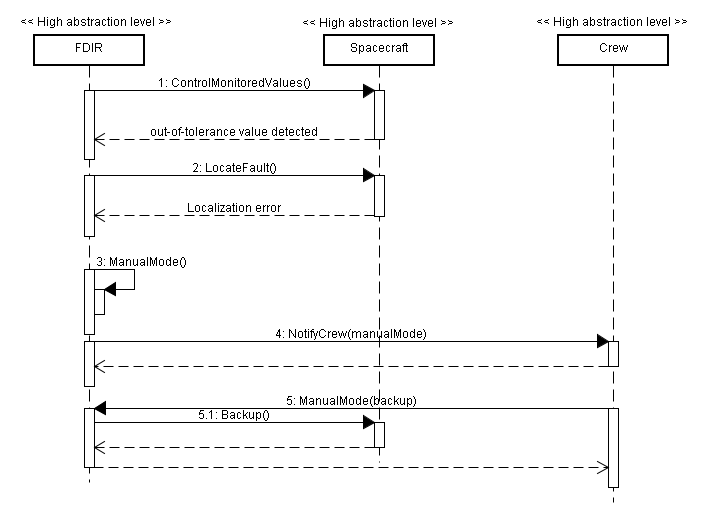 << High abstraction level >>
<< High abstraction level >>
<< High abstraction level >>
FDIR
Spacecraft
Crew
1: ControlMonitoredValues()
out-of-tolerance value detected
2: LocateFault()
Localization error
3: ManualMode()
4: NotifyCrew(manualMode)
5: ManualMode(backup)
5.1: Backup()